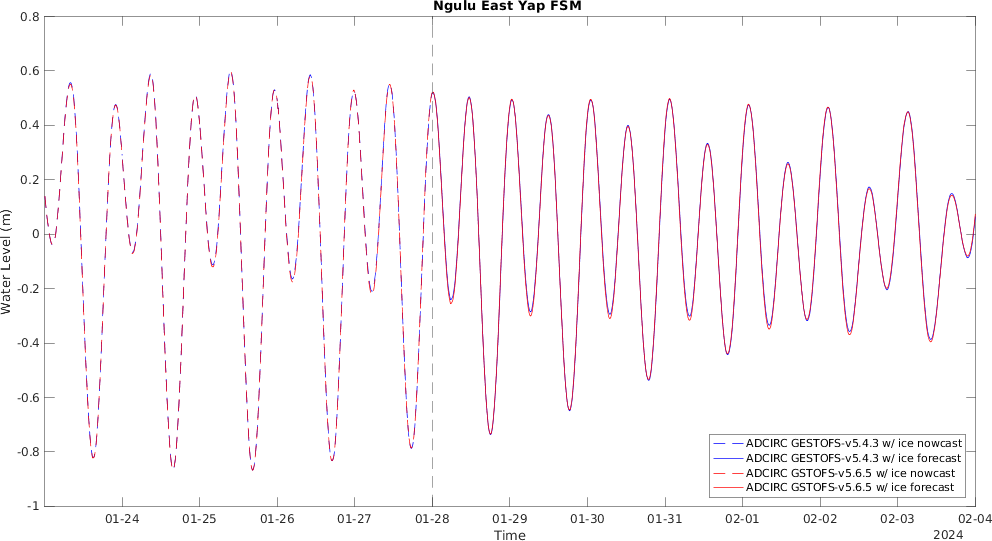 Ngulu East Yap FSM
0.8
0.6
0.4
0.2
0
-0.2
-0.4
-0.6
-0.8
-1
Water Level (m)
ADCIRC GESTOFS-v5.4.3 w/ ice nowcast
ADCIRC GESTOFS-v5.4.3 w/ ice forecast
ADCIRC GSTOFS-v5.6.5 w/ ice nowcast
ADCIRC GSTOFS-v5.6.5 w/ ice forecast
01-24 01-25 01-26 01-27 01-28 01-29 01-30 01-31 02-01 02-02 02-03 02-04
Time
2024